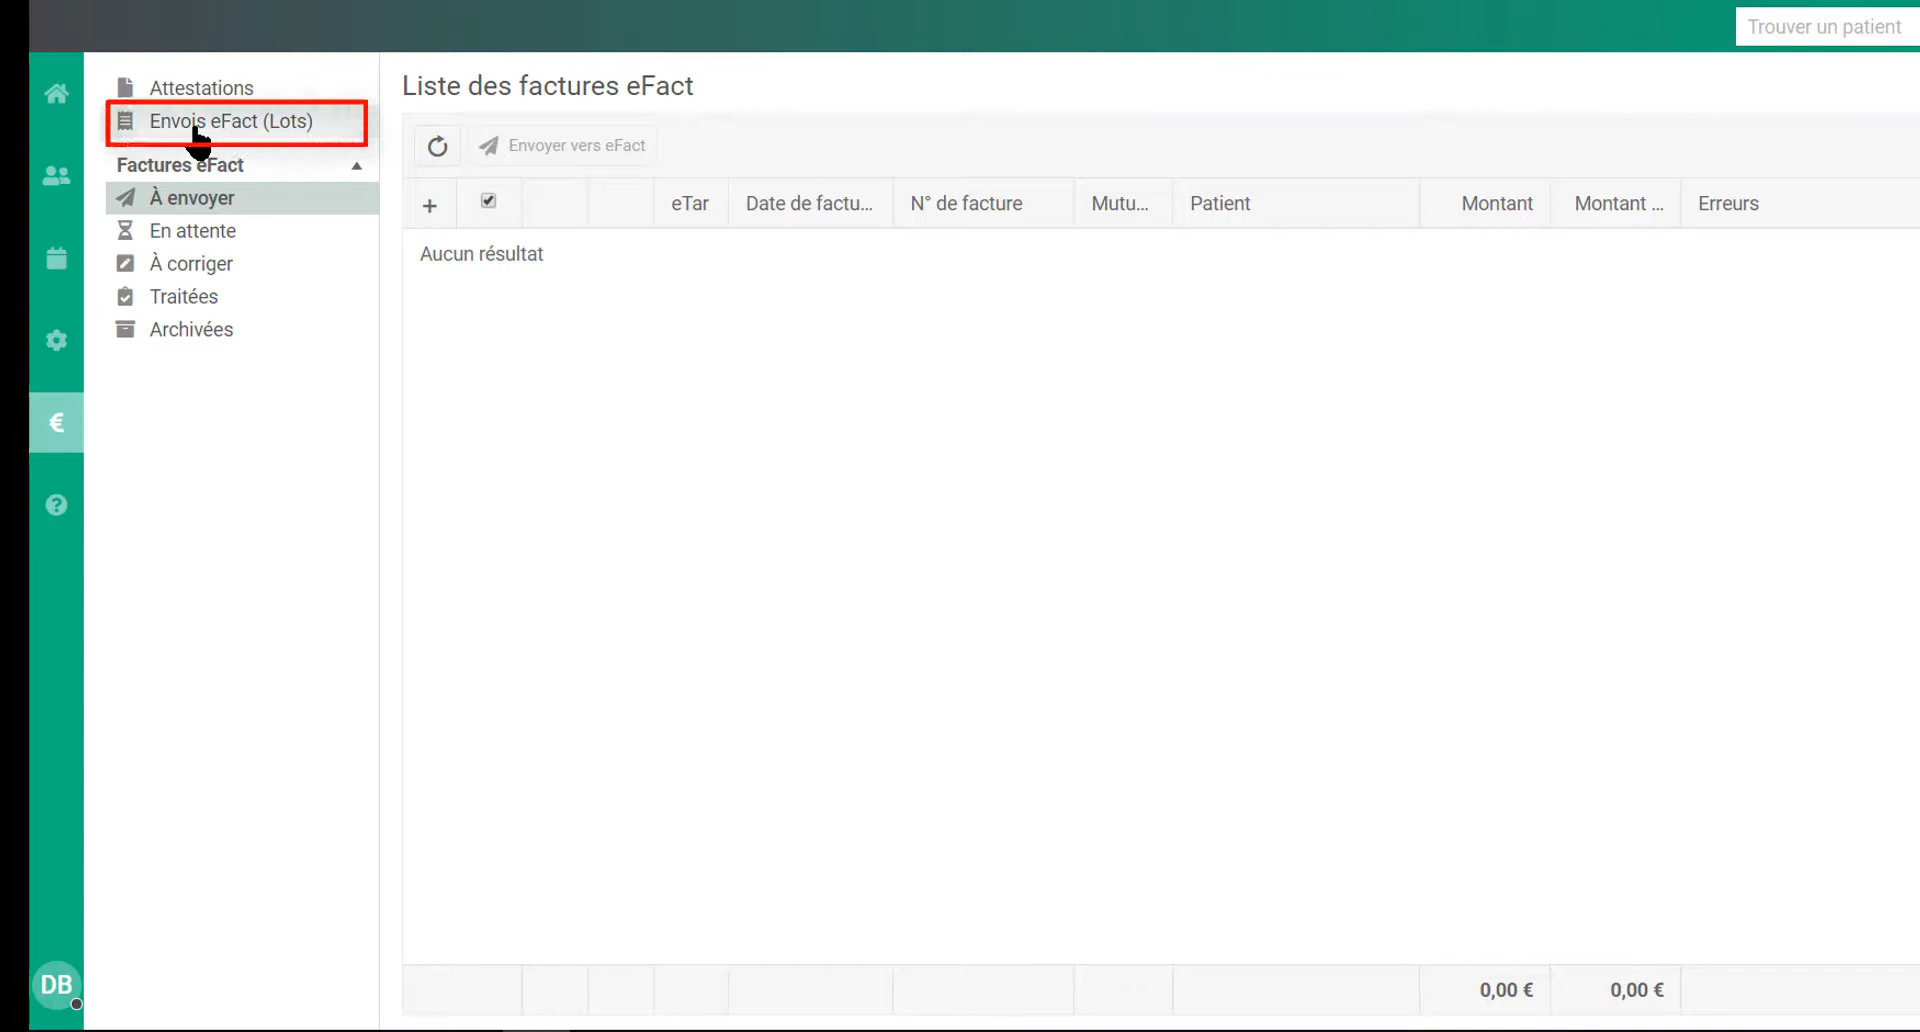 Trouver un patient
Attestations
Envois eFact (Lots)
Factures eFact
À envoyer
En attente
À corriger
Traitées
Archivées
Liste des factures eFact
Envoyer vers eFact
eTar Date de factu... N° de facture Mutu... Patient Montant Montant ... Erreurs
Aucun résultat
0,00 € 0,00 €
DB